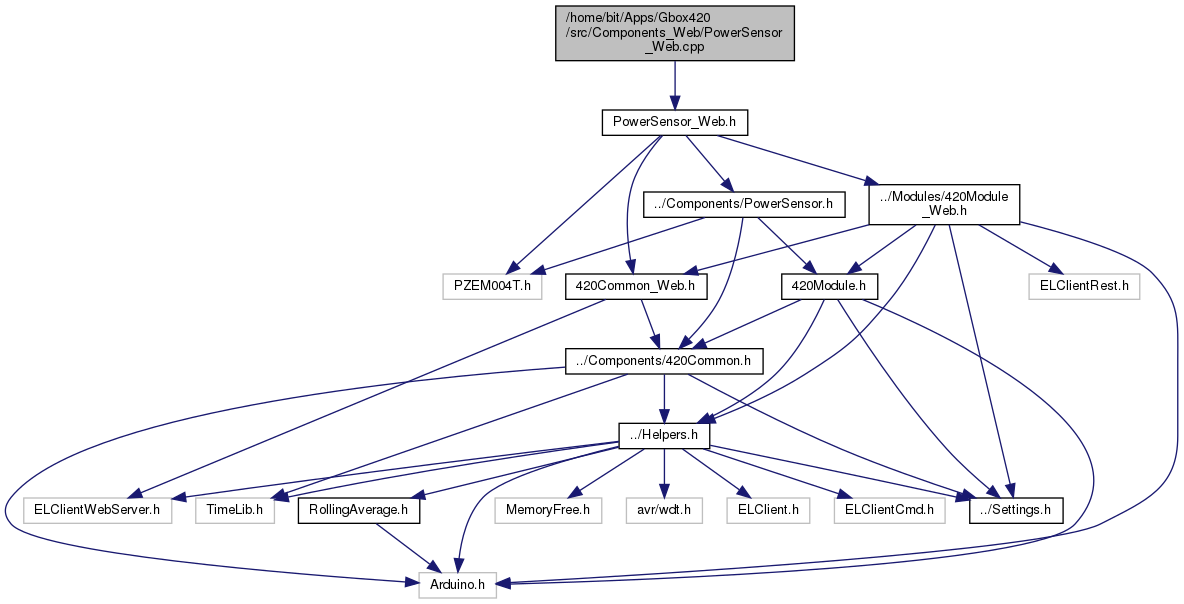 /home/bit/Apps/Gbox420
/src/Components_Web/PowerSensor
_Web.cpp
PowerSensor_Web.h
../Components/PowerSensor.h
../Modules/420Module
_Web.h
PZEM004T.h
420Common_Web.h
420Module.h
ELClientRest.h
../Components/420Common.h
../Helpers.h
ELClientWebServer.h
TimeLib.h
RollingAverage.h
MemoryFree.h
avr/wdt.h
ELClient.h
ELClientCmd.h
../Settings.h
Arduino.h